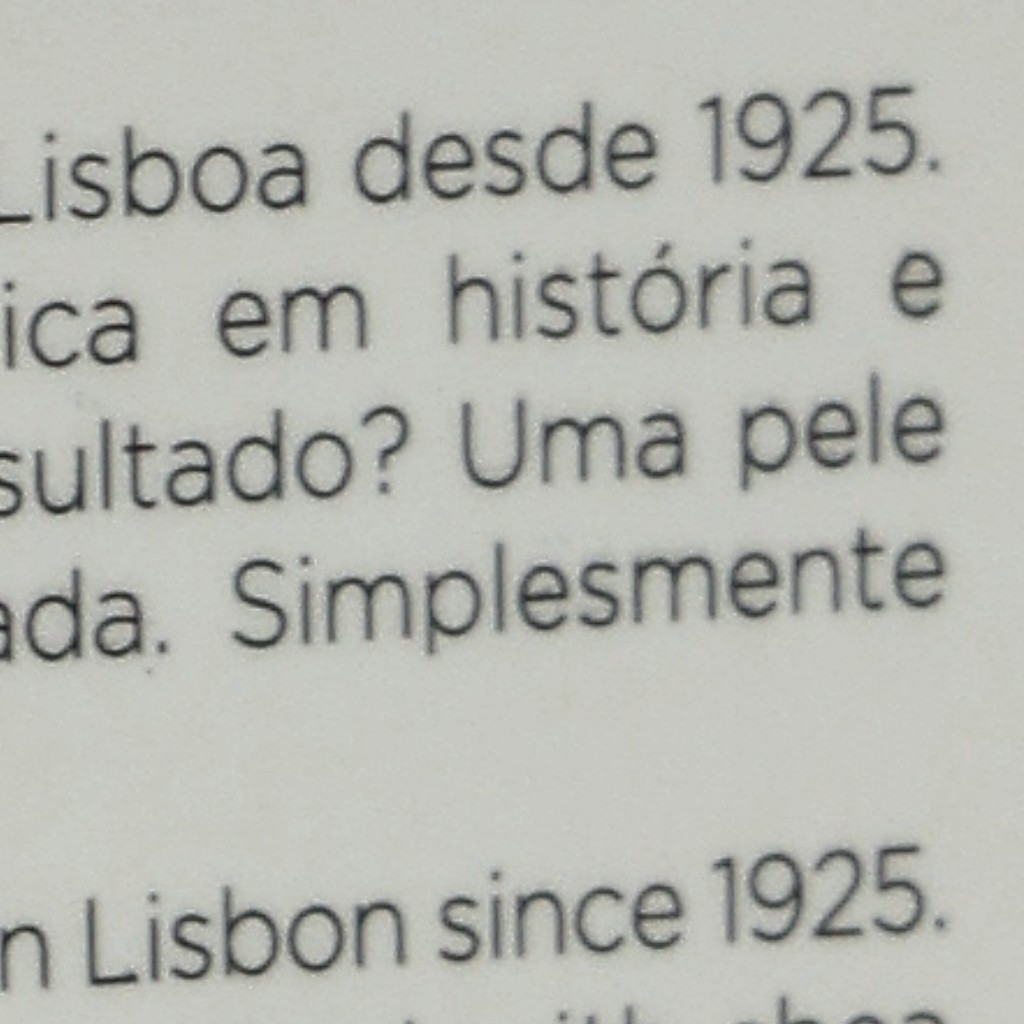 Lisboa desde 1925.
ica em história e
sultado? Uma pele
ada. Simplesmente
n Lisbon since 1925.